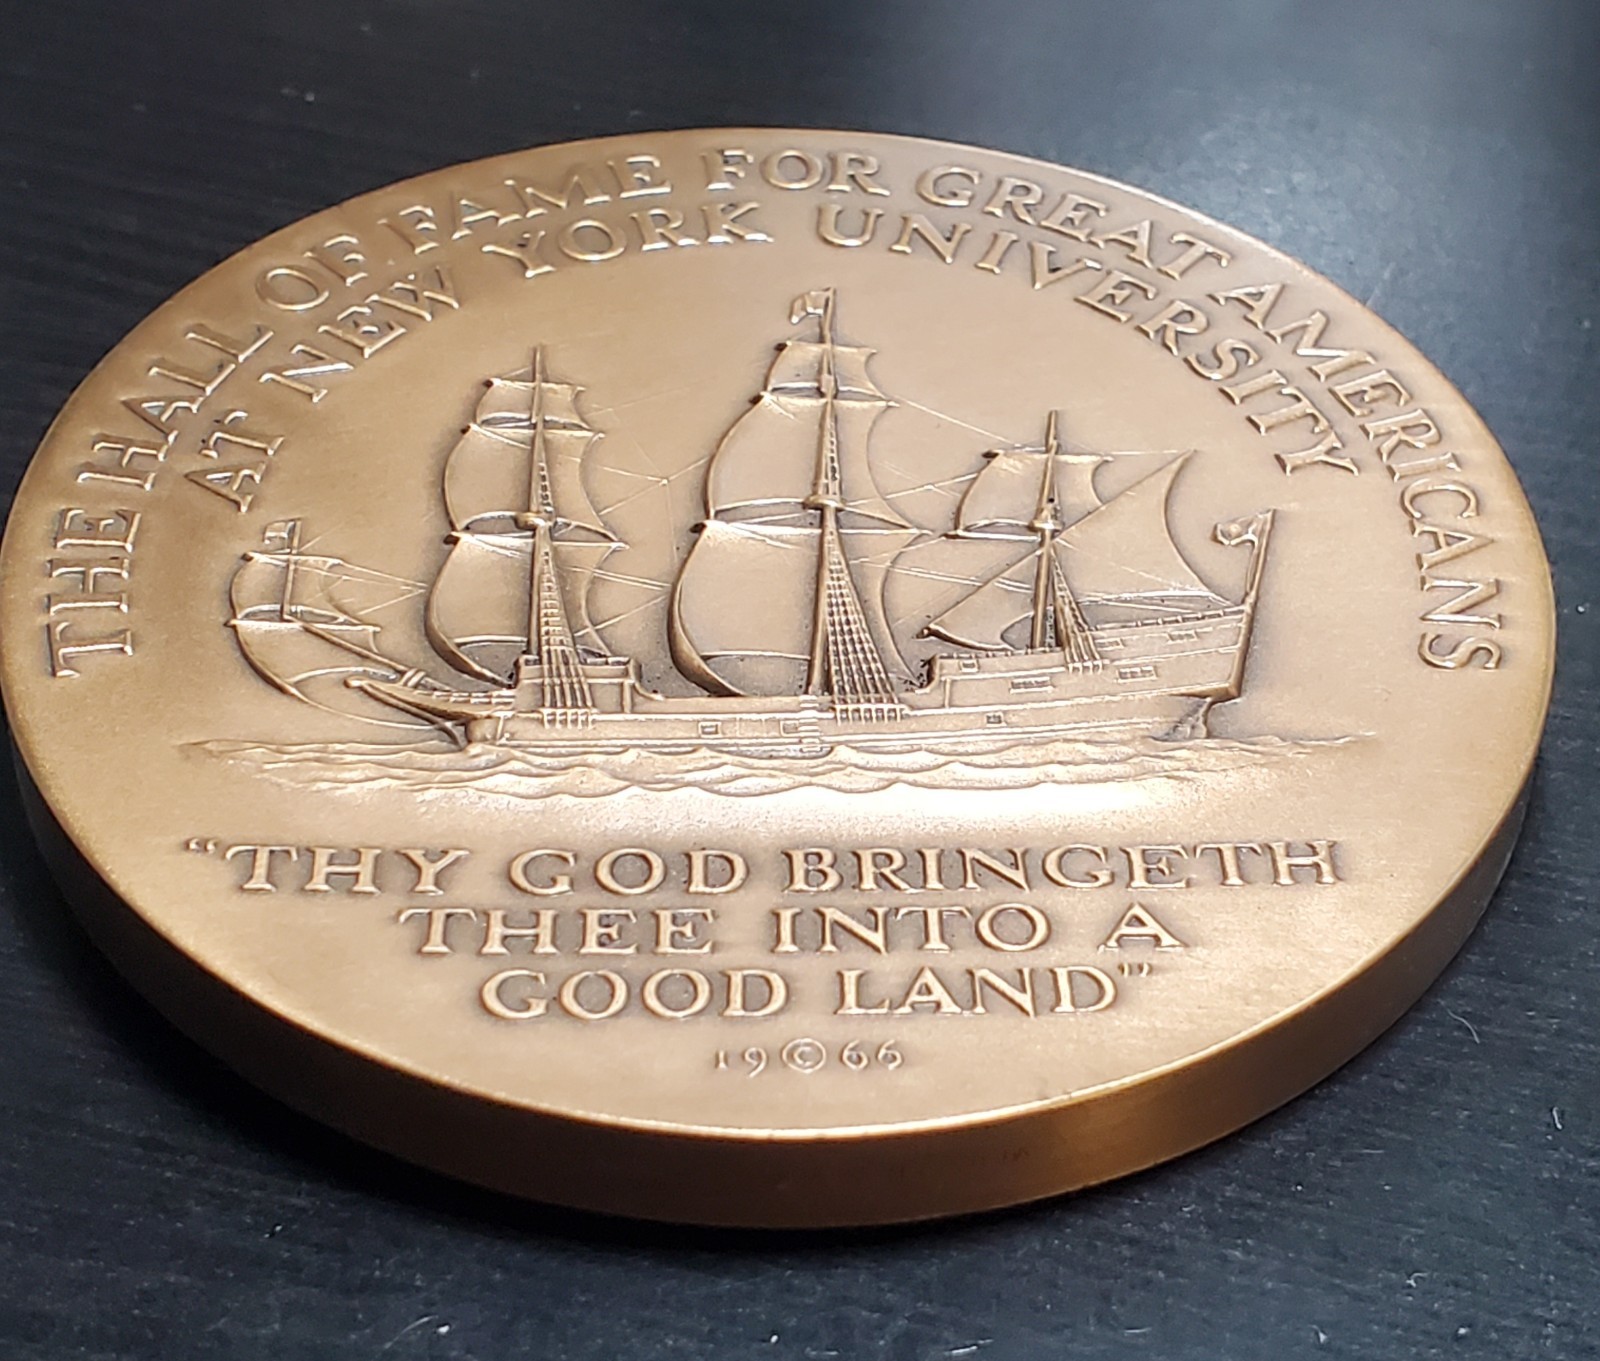 THE HALL OF FAME FOR GREAT AMERICANS
AT NEW YORK UNIVERSITY
“THY GOD BRINGETH
THEE INTO A
GOOD LAND”
19©66